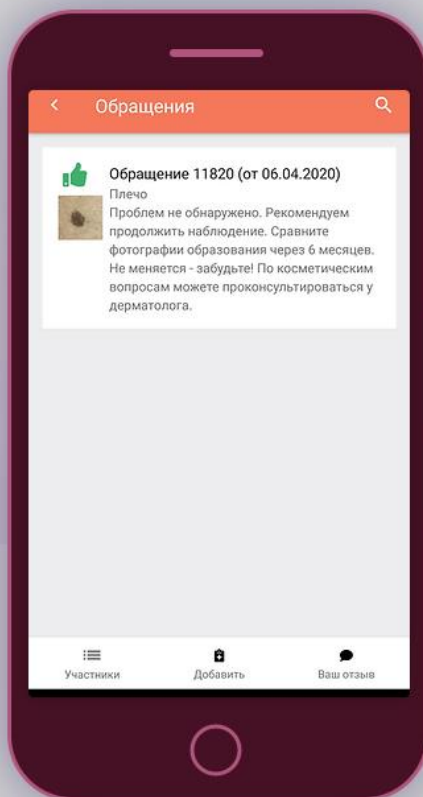 Обращения
Обращение 11820 (от 06.04.2020)
Плечо
Проблем не обнаружено. Рекомендуем
продолжить наблюдение. Сравните
фотографии образования через 6 месяцев.
Не меняется - забудьте! По косметическим
вопросам можете проконсультироваться у
дерматолога.
Участники
Добавить
Ваш отзыв